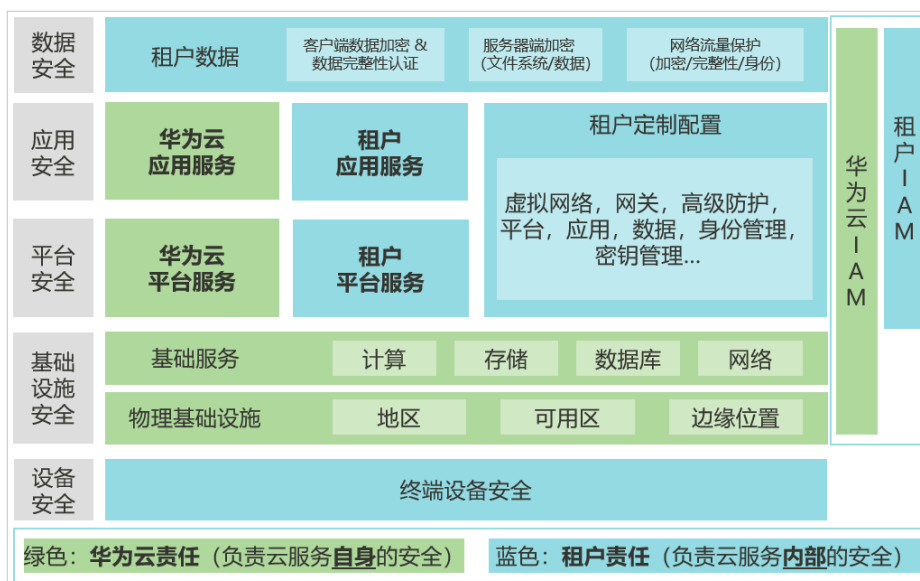 数据
安全
租户数据
客户端数据加密 &
数据完整性认证
服务器端加密
(文件系统/数据)
网络流量保护
(加密/完整性/身份)
应用
安全
华为云
应用服务
租户
应用服务
租户定制配置
虚拟网络，网关，高级防护，
平台，应用，数据，身份管理，
密钥管理...
平台
安全
华为云
平台服务
租户
平台服务
基础
设施
安全
基础服务
计算
存储
数据库
网络
物理基础设施
地区
可用区
边缘位置
设备
安全
终端设备安全
华
为
云
I
A
M
租
户
I
A
M
绿色：华为云责任（负责云服务自身的安全）
蓝色：租户责任（负责云服务内部的安全）